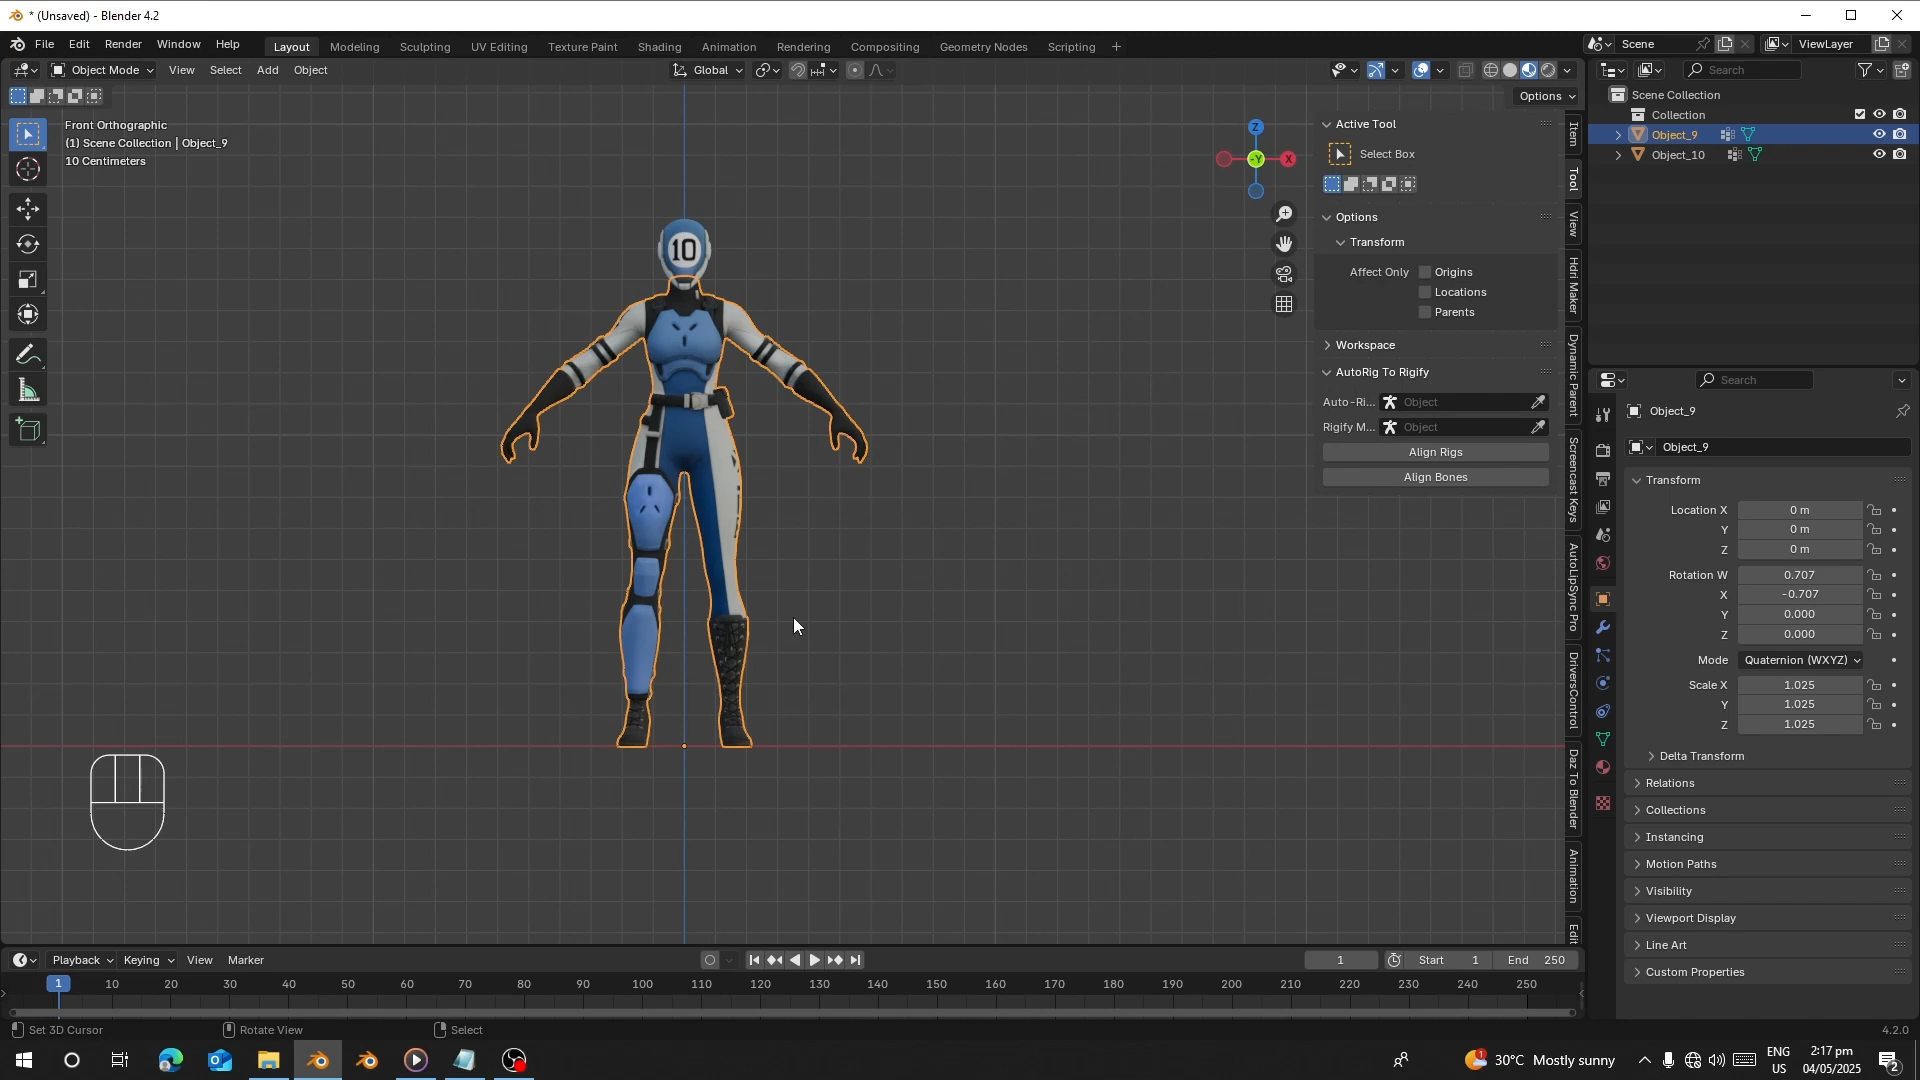 * (Unsaved) - Blender 4.2
File Edit Render Window Help
Layout Modeling Sculpting UV Editing Texture Paint Shading Animation Rendering Compositing Geometry Nodes Scripting +
Scene
ViewLayer
Object Mode View Select Add Object
Global
Search
Options
Front Orthographic
(1) Scene Collection | Object_9
10 Centimeters
Z
-Y
X
10
Active Tool
Select Box
Options
Transform
Affect Only Origins
Locations
Parents
Workspace
AutoRig To Rigify
Auto-Ri... Object
Rigify M... Object
Align Rigs
Align Bones
Item
Tool
View
Hdri Maker
Dynamic Parent
Screencast Keys
AutoLipSync Pro
DriversControl
Daz To Blender
Animation
Edit
Scene Collection
Collection
Object_9
Object_10
Search
Object_9
Object_9
Transform
Location X 0 m
Y 0 m
Z 0 m
Rotation W 0.707
X -0.707
Y 0.000
Z 0.000
Mode Quaternion (WXYZ)
Scale X 1.025
Y 1.025
Z 1.025
Delta Transform
Relations
Collections
Instancing
Motion Paths
Visibility
Viewport Display
Line Art
Custom Properties
Playback Keying View Marker
1
Start 1
End 250
1 10 20 30 40 50 60 70 80 90 100 110 120 130 140 150 160 170 180 190 200 210 220 230 240 250
Set 3D Cursor
Rotate View
Select
4.2.0
1
30°C Mostly sunny
ENG
US
2:17 pm
04/05/2025
2